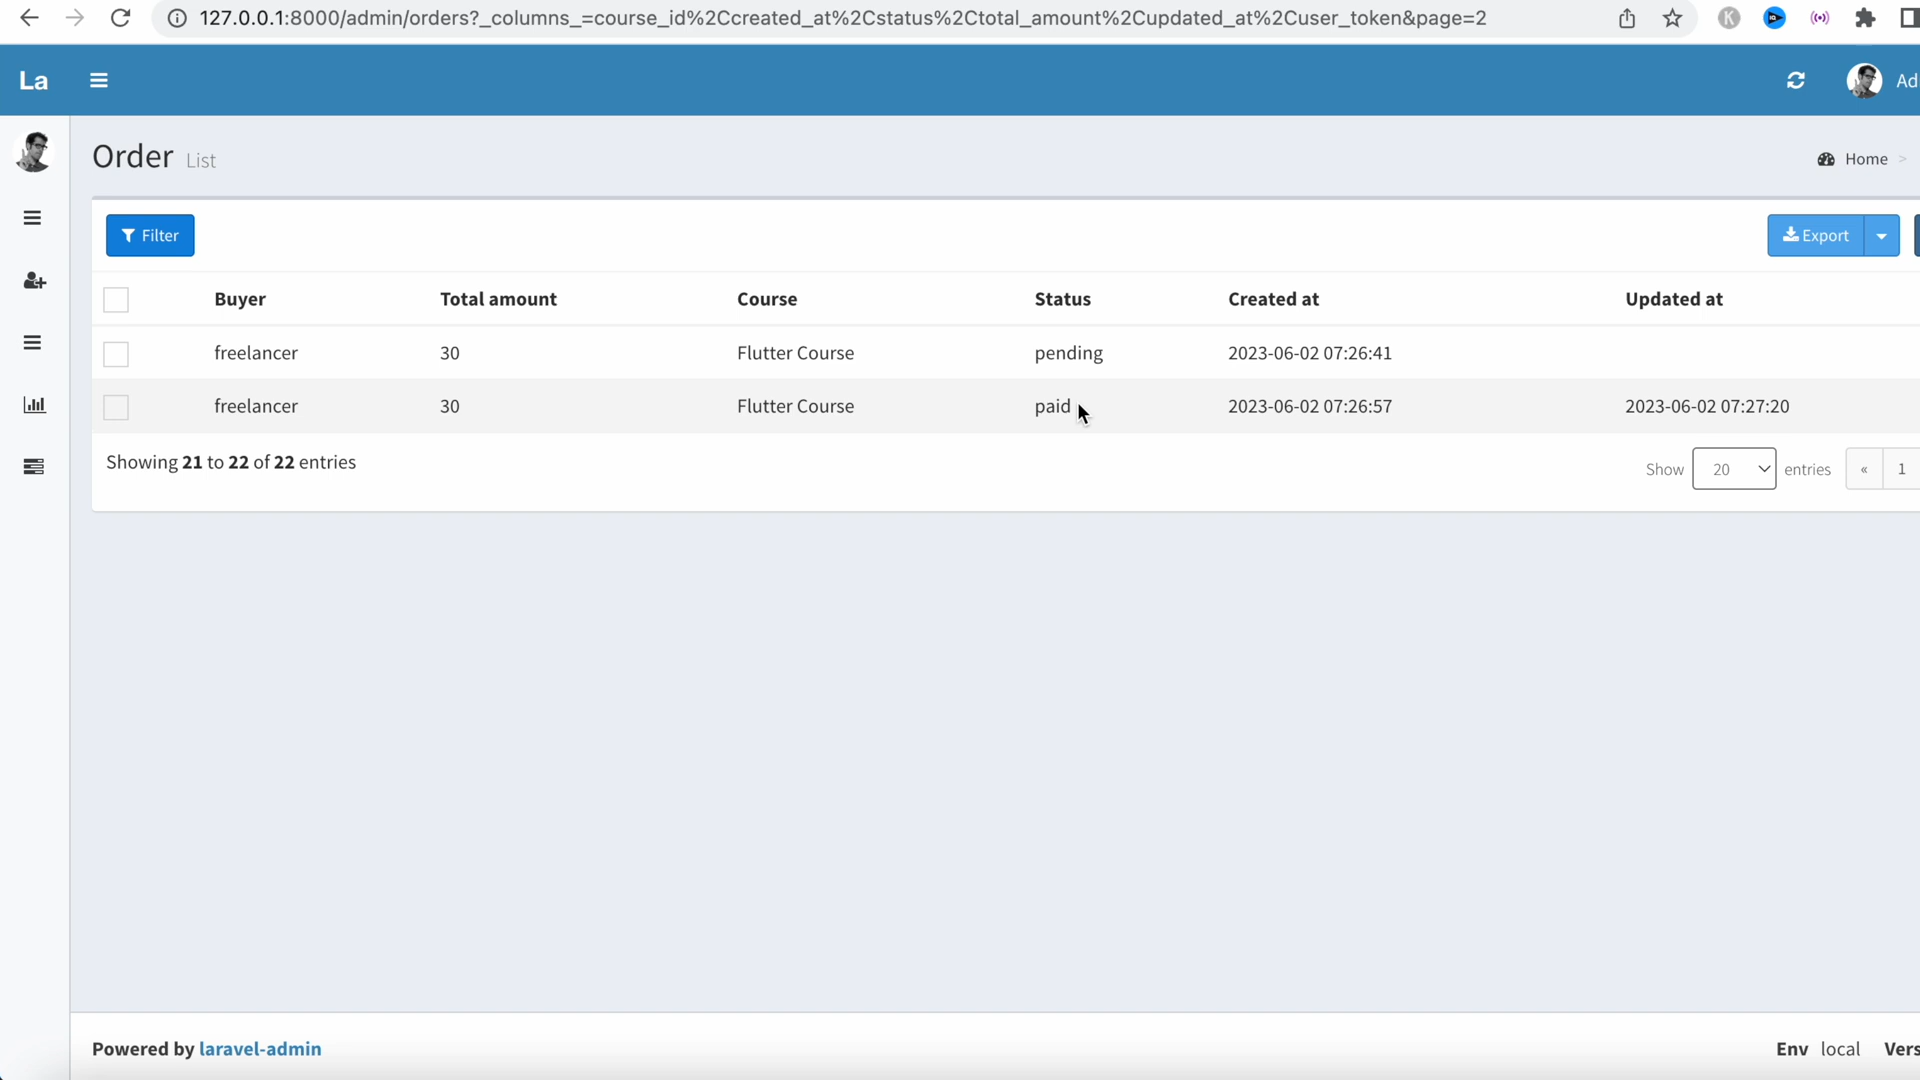 127.0.0.1:8000/admin/orders?_columns_=course_id%2Ccreated_at%2Cstatus%2Ctotal_amount%2Cupdated_at%2Cuser_token&page=2
K
La
Ad
Order List
Home >
Filter
Export
Buyer Total amount Course Status Created at Updated at
freelancer 30 Flutter Course pending 2023-06-02 07:26:41
freelancer 30 Flutter Course paid 2023-06-02 07:26:57 2023-06-02 07:27:20
Showing 21 to 22 of 22 entries
Show 20 entries « 1
Powered by laravel-admin
Env local Vers